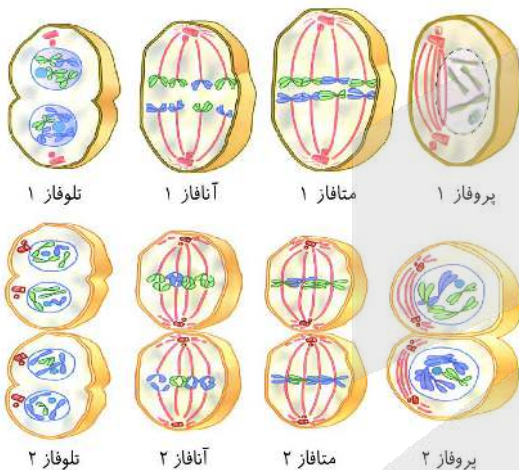 پروفاز ۱ متافاز ۱ آنافاز ۱ تلوفاز ۱
پروفاز ۲ متافاز ۲ آنافاز ۲ تلوفاز ۲